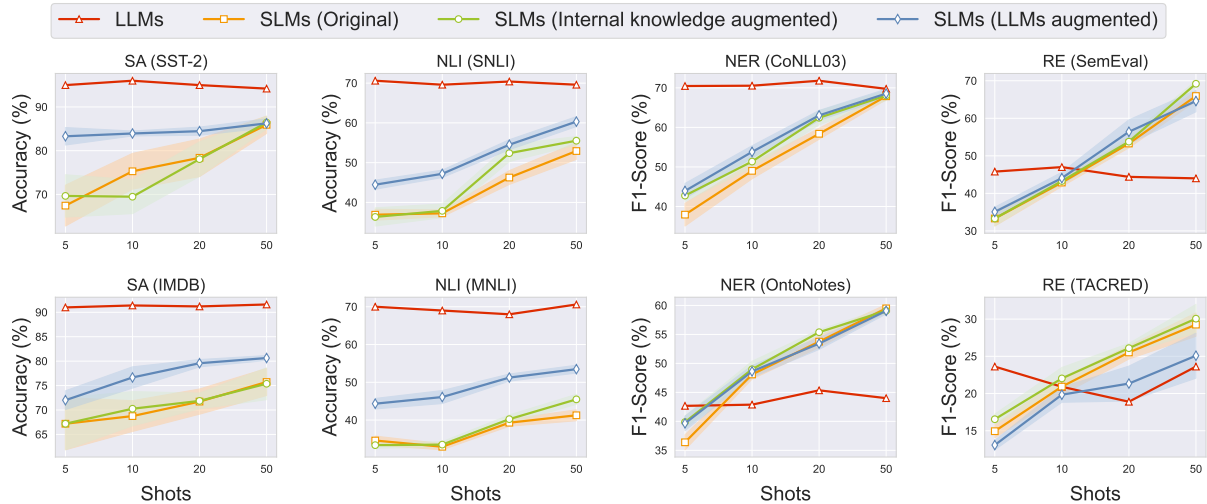 LLMs SLMs (Original) SLMs (Internal knowledge augmented) SLMs (LLMs augmented)
SA (SST-2)
Accuracy (%)
90
80
70
5 10 20 50
NLI (SNLI)
Accuracy (%)
70
60
50
40
5 10 20 50
NER (CoNLL03)
F1-Score (%)
70
60
50
40
5 10 20 50
RE (SemEval)
F1-Score (%)
70
60
50
40
30
5 10 20 50
SA (IMDB)
Accuracy (%)
90
85
80
75
70
65
5 10 20 50
Shots
NLI (MNLI)
Accuracy (%)
70
60
50
40
5 10 20 50
Shots
NER (OntoNotes)
F1-Score (%)
60
55
50
45
40
35
5 10 20 50
Shots
RE (TACRED)
F1-Score (%)
30
25
20
15
5 10 20 50
Shots